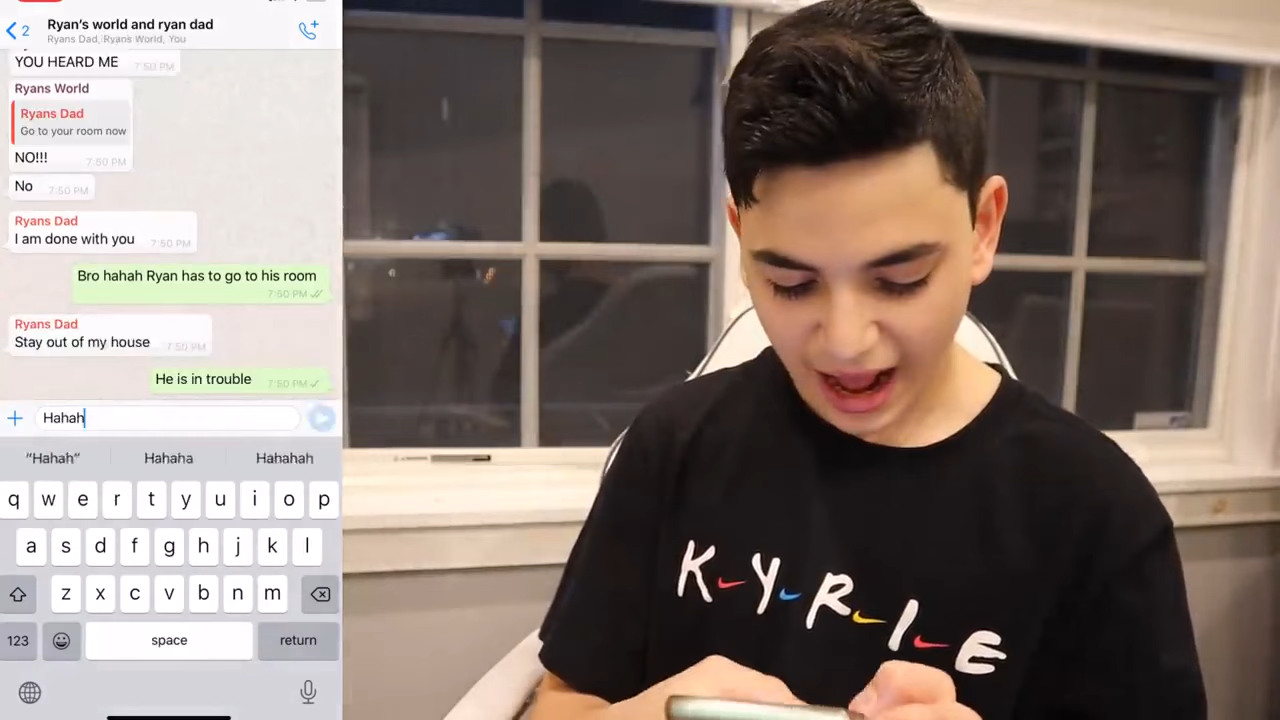 2
Ryan's world and ryan dad
Ryans Dad, Ryans World, You
YOU HEARD ME 7:50 PM
Ryans World
Ryans Dad
Go to your room now
NO!!! 7:50 PM
No 7:50 PM
Ryans Dad
I am done with you 7:50 PM
Bro hahah Ryan has to go to his room
7:50 PM
Ryans Dad
Stay out of my house 7:50 PM
He is in trouble 7:50 PM
Hahah
"Hahah" Hahaha Hahahah
q w e r t y u i o p
a s d f g h j k l
z x c v b n m
123 space return
KYRIE